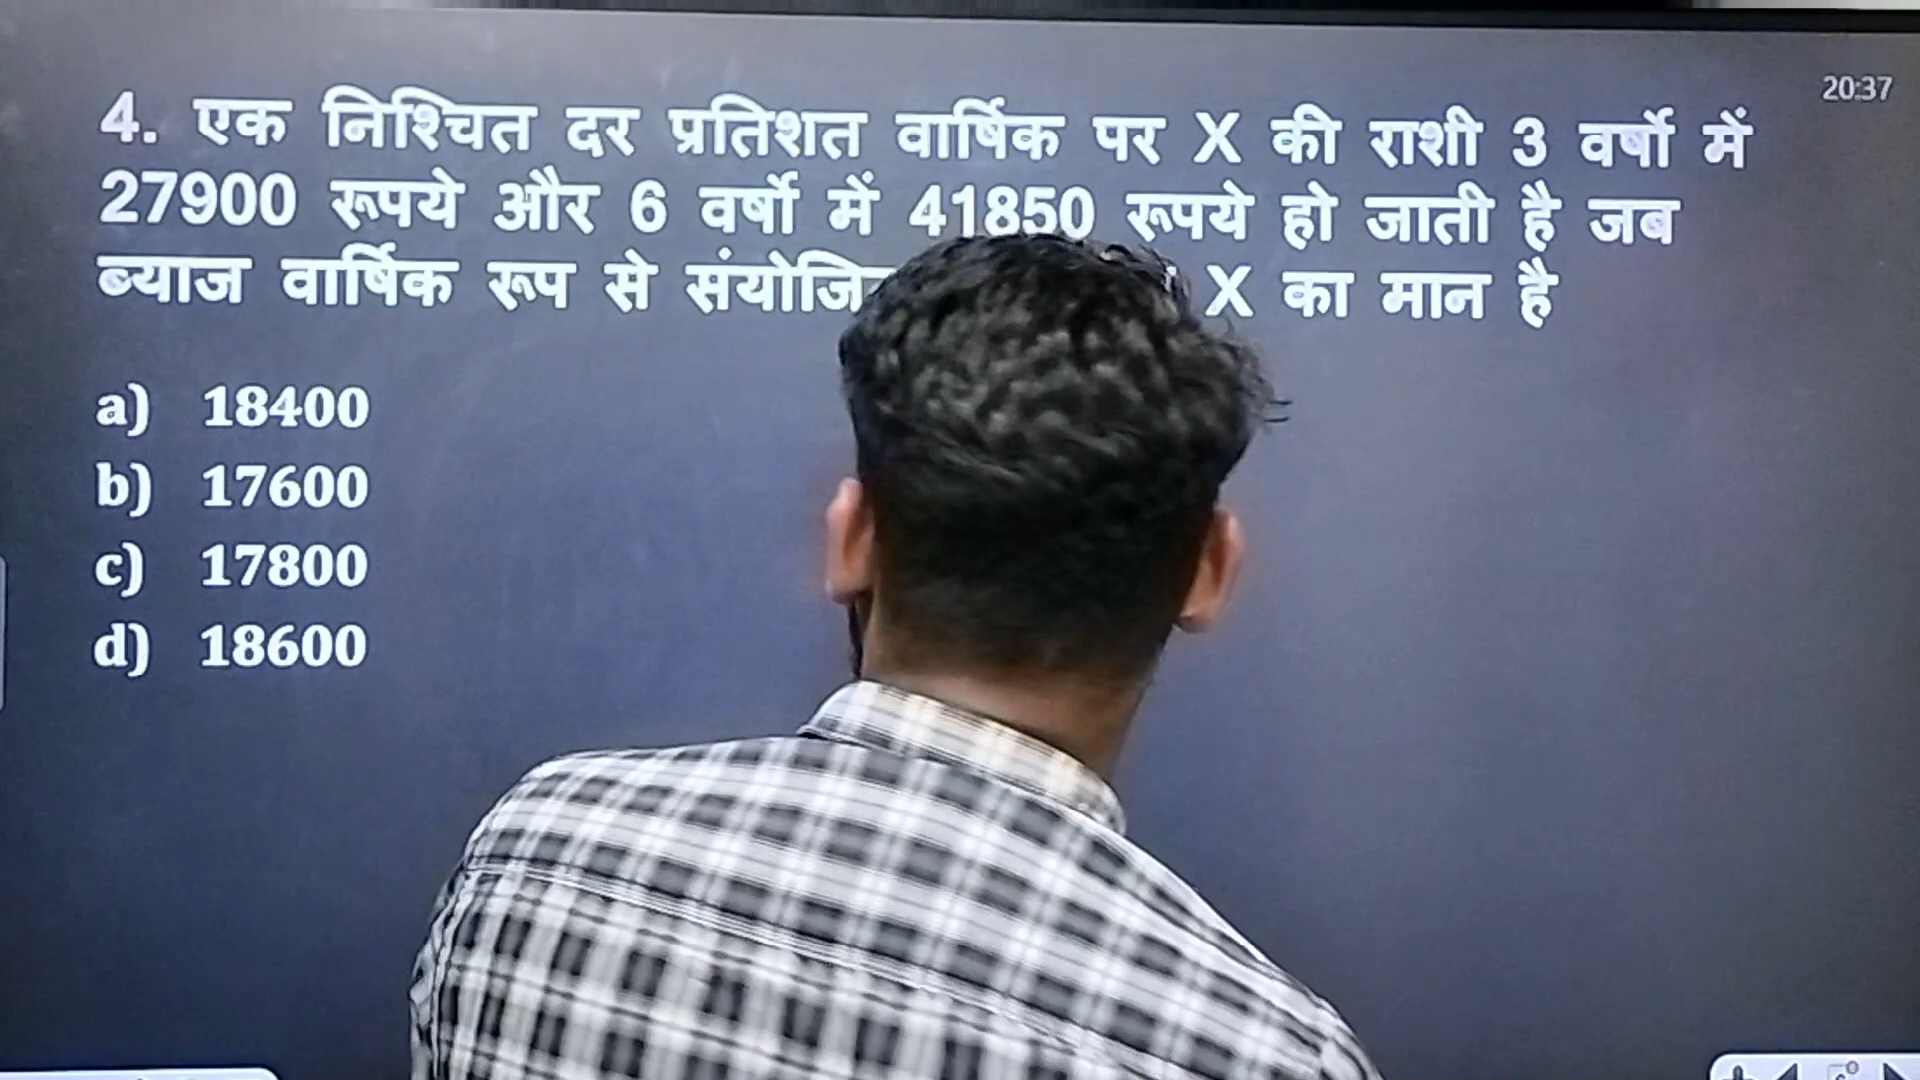 20:37
4. एक निश्चित दर प्रतिशत वार्षिक पर X की राशी 3 वर्षो में
27900 रूपये और 6 वर्षो में 41850 रूपये हो जाती है जब
ब्याज वार्षिक रूप से X का मान है
a) 18400
b) 17600
c) 17800
d) 18600